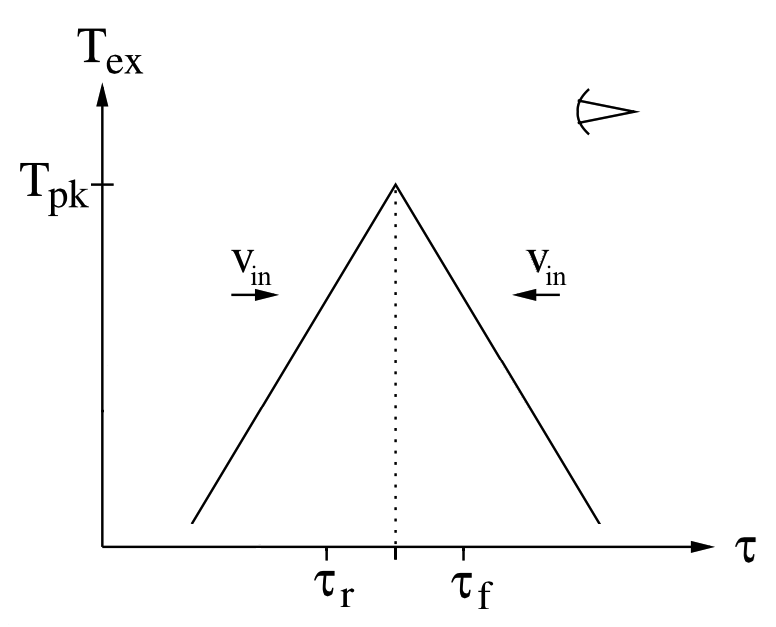 T_ex
T_pk
v_in v_in
τ
τ_r τ_f